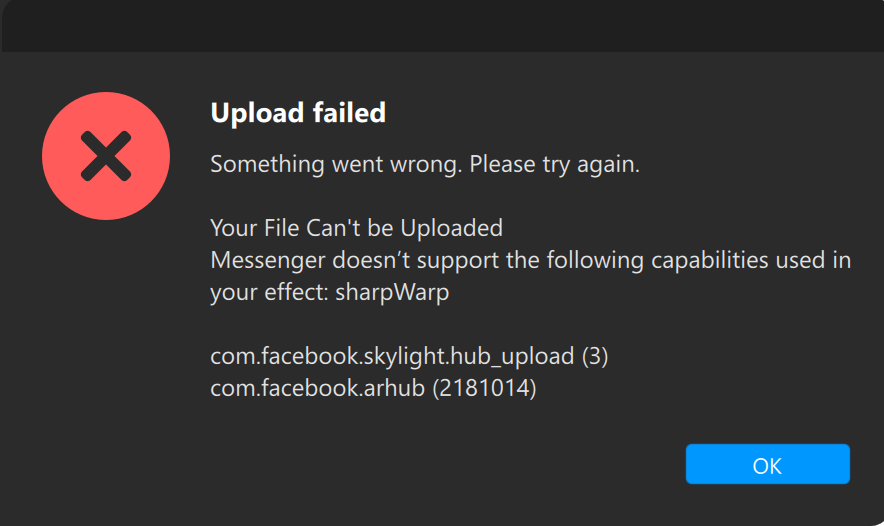 Upload failed
Something went wrong. Please try again.
Your File Can't be Uploaded
Messenger doesn’t support the following capabilities used in
your effect: sharpWarp
com.facebook.skylight.hub_upload (3)
com.facebook.arhub (2181014)
OK